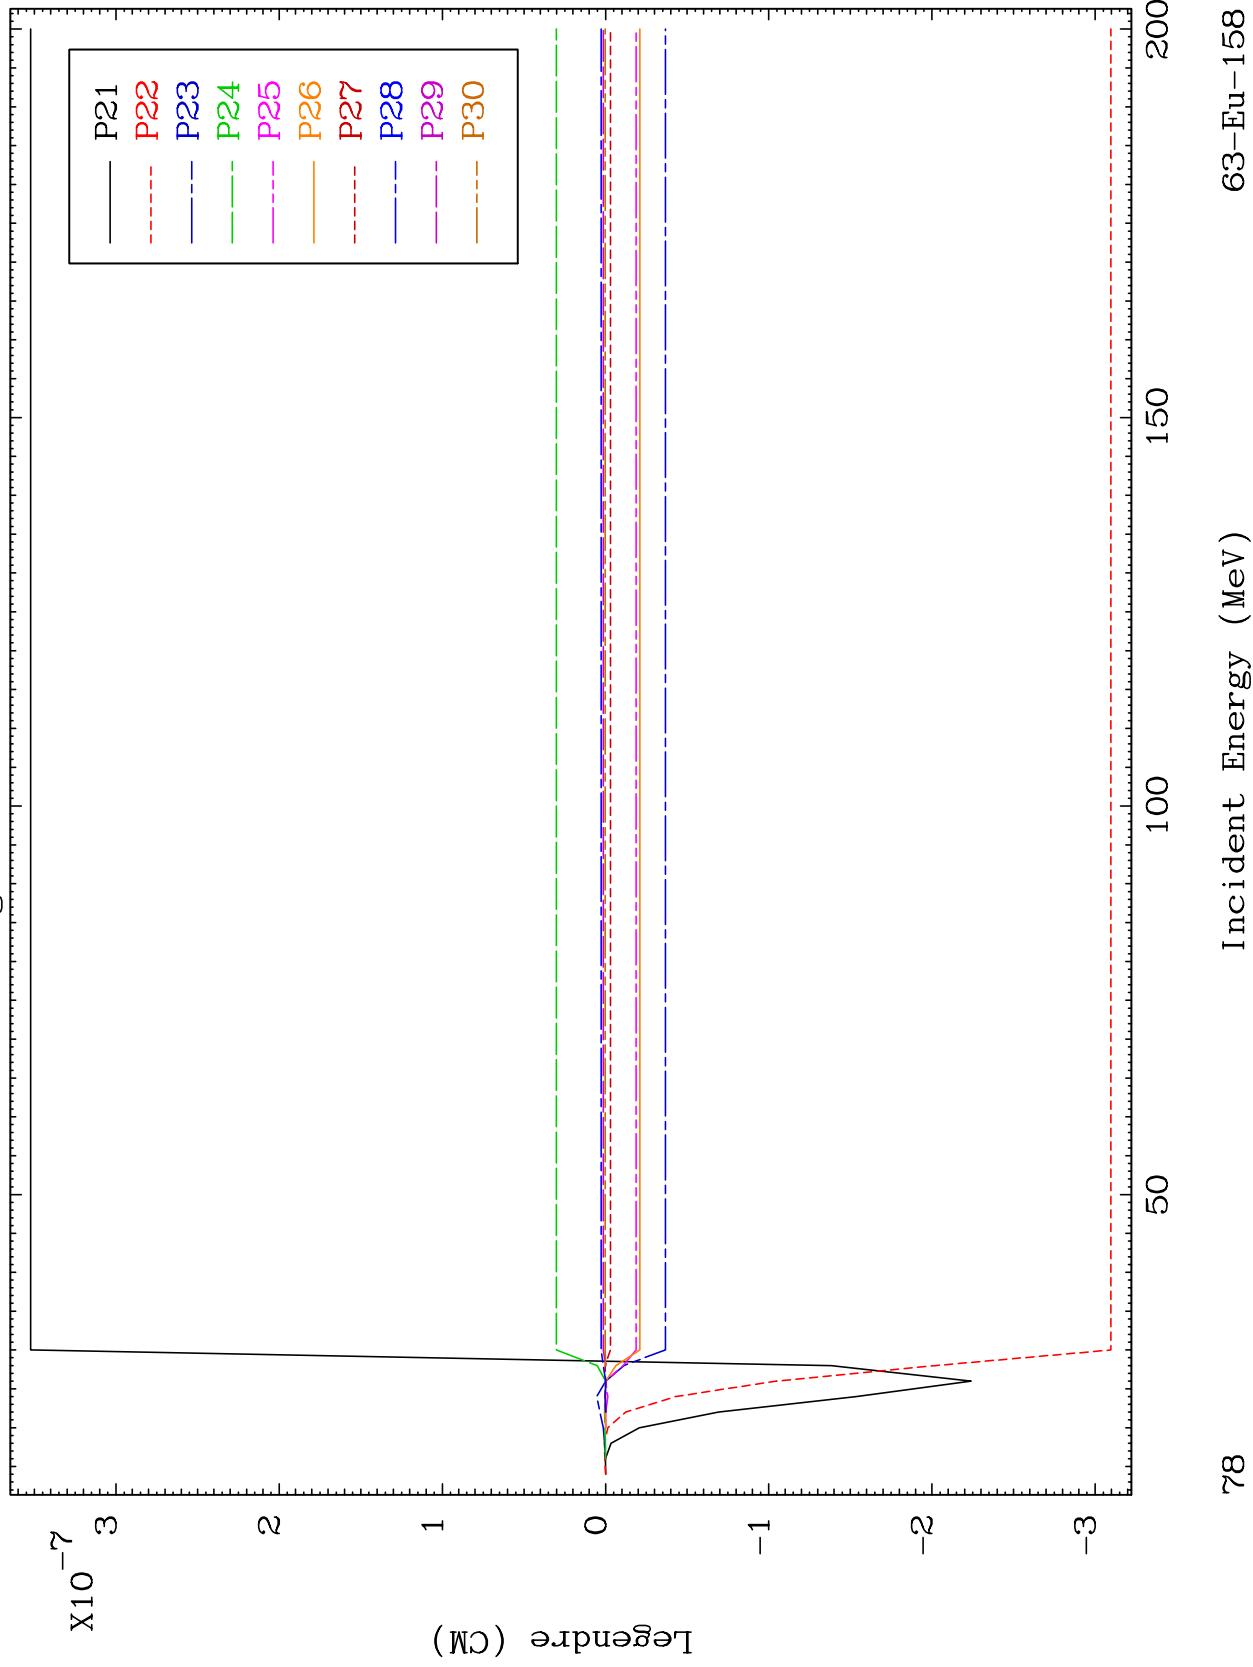 X10-7
3
2
1
0
-1
-2
-3
Legendre (CM)
P21
P22
P23
P24
P25
P26
P27
P28
P29
P30
50
100
150
200
Incident Energy (MeV)
78
63-Eu-158